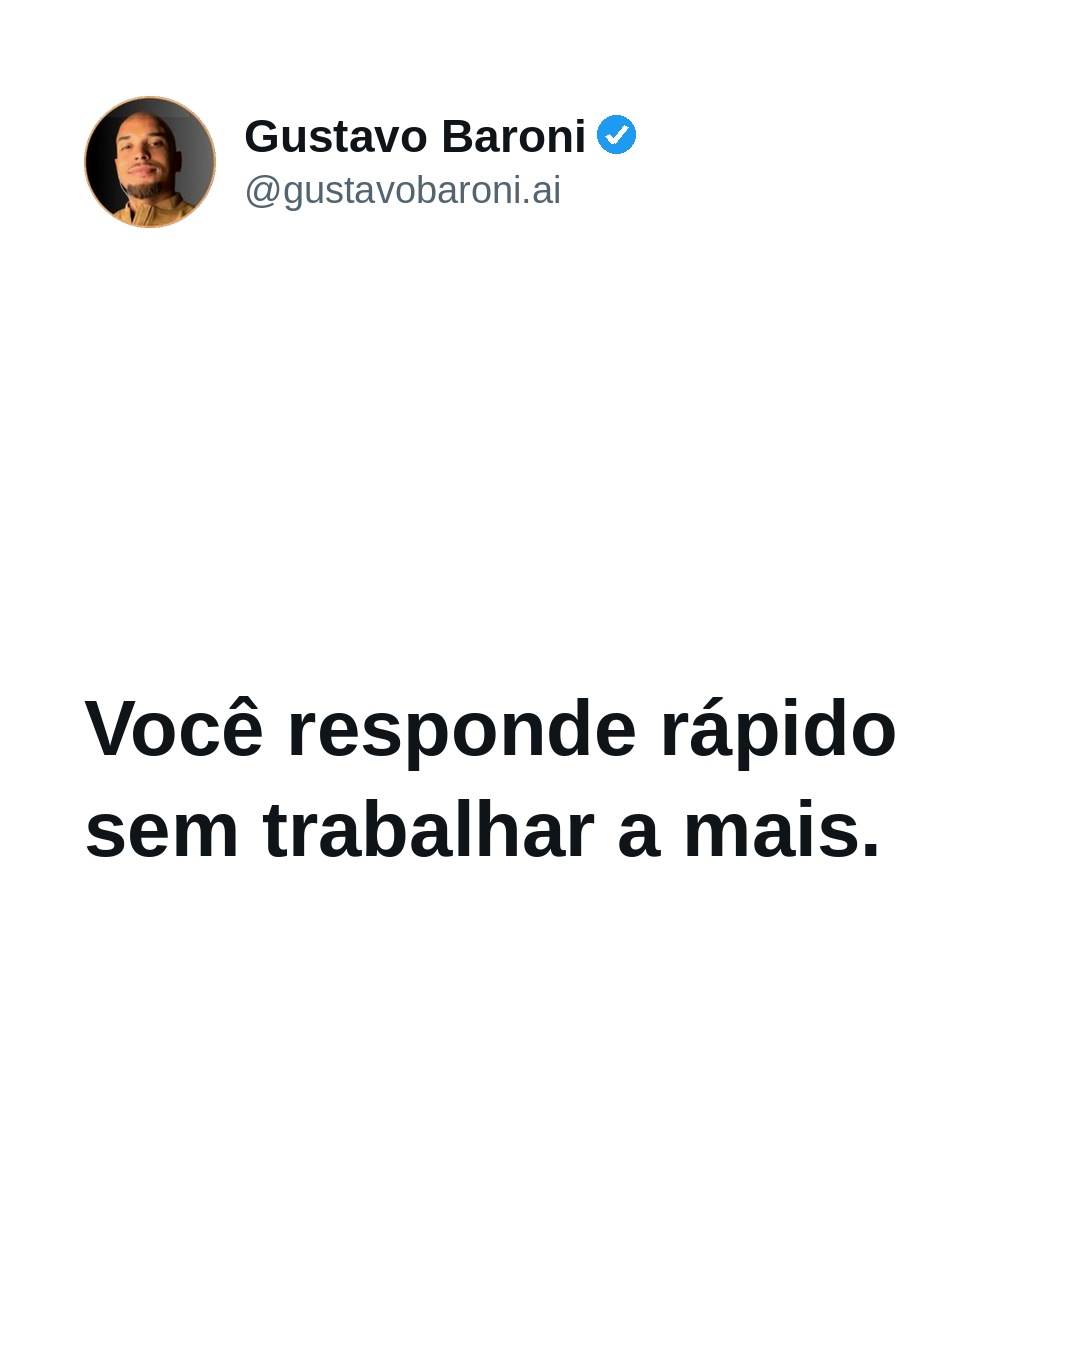 Gustavo Baroni
@gustavobaroni.ai
Você responde rápido
sem trabalhar a mais.